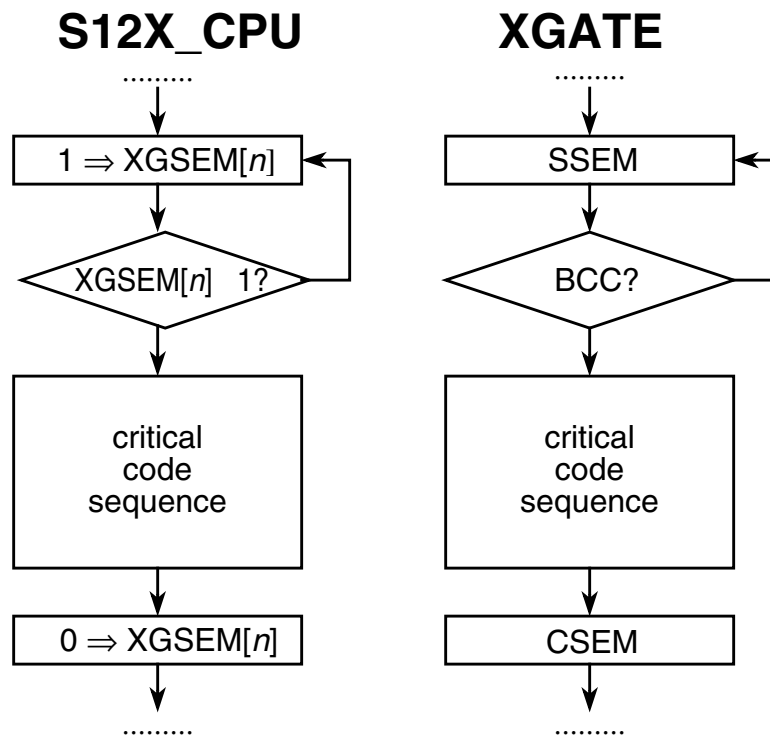 S12X_CPU
.........
1 ⇒ XGSEM[n]
XGSEM[n] 1?
critical
code
sequence
0 ⇒ XGSEM[n]
.........
XGATE
.........
SSEM
BCC?
critical
code
sequence
CSEM
.........